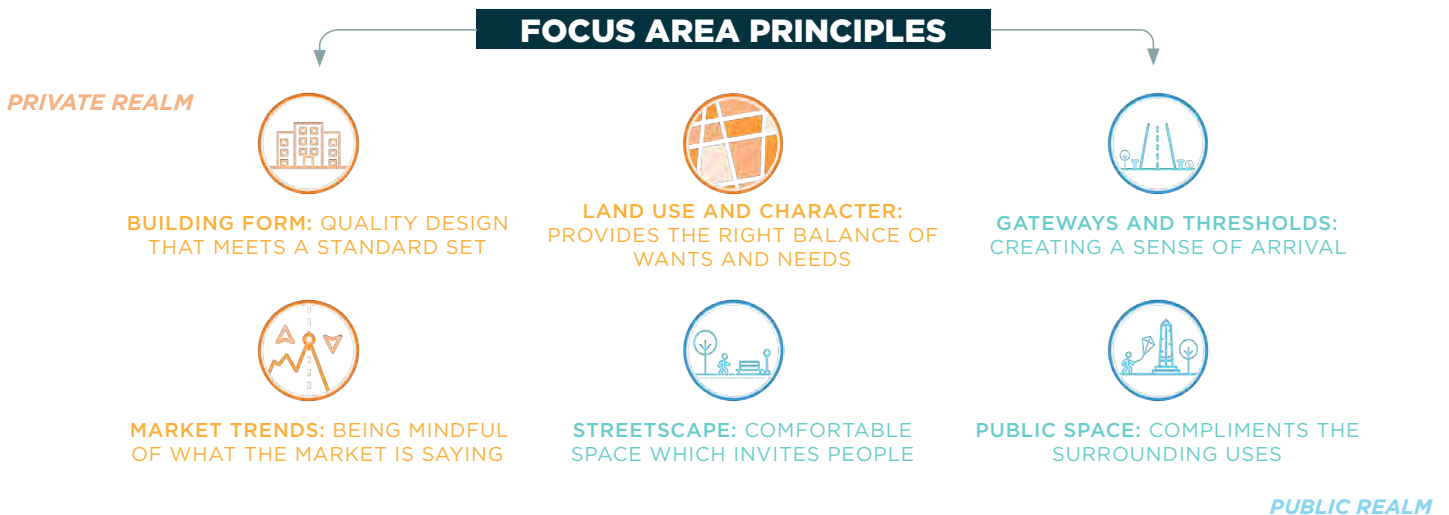 FOCUS AREA PRINCIPLES
PRIVATE REALM
BUILDING FORM: QUALITY DESIGN
THAT MEETS A STANDARD SET
LAND USE AND CHARACTER:
PROVIDES THE RIGHT BALANCE OF
WANTS AND NEEDS
GATEWAYS AND THRESHOLDS:
CREATING A SENSE OF ARRIVAL
MARKET TRENDS: BEING MINDFUL
OF WHAT THE MARKET IS SAYING
STREETSCAPE: COMFORTABLE
SPACE WHICH INVITES PEOPLE
PUBLIC SPACE: COMPLIMENTS THE
SURROUNDING USES
PUBLIC REALM